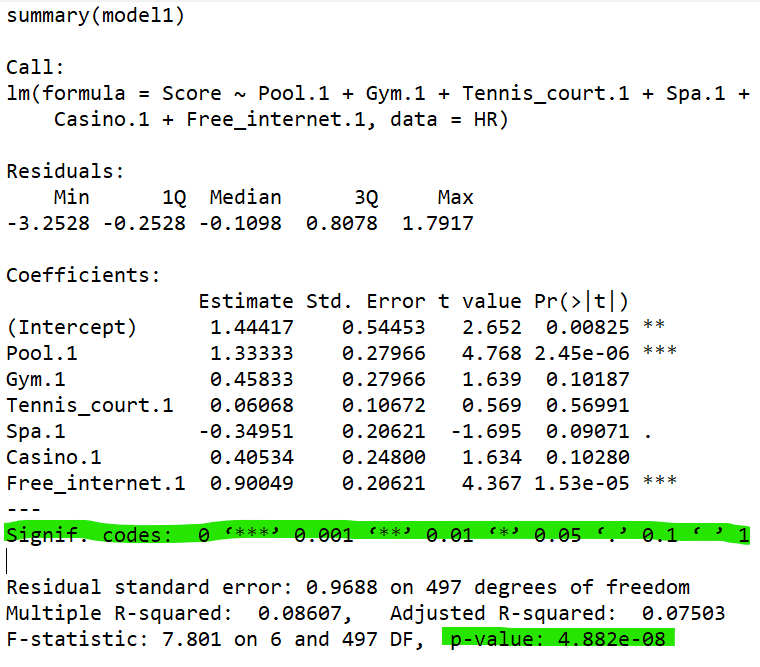 summary(model1)
Call:
lm(formula = Score ~ Pool.1 + Gym.1 + Tennis_court.1 + Spa.1 +
    Casino.1 + Free_internet.1, data = HR)
Residuals:
    Min      1Q  Median      3Q     Max
-3.2528 -0.2528 -0.1098  0.8078  1.7917
Coefficients:
                Estimate Std. Error t value Pr(>|t|)
(Intercept)      1.44417    0.54453   2.652  0.00825 **
Pool.1           1.33333    0.27966   4.768 2.45e-06 ***
Gym.1            0.45833    0.27966   1.639  0.10187
Tennis_court.1   0.06068    0.10672   0.569  0.56991
Spa.1           -0.34951    0.20621  -1.695  0.09071 .
Casino.1         0.40534    0.24800   1.634  0.10280
Free_internet.1  0.90049    0.20621   4.367 1.53e-05 ***
---
Signif. codes:  0 ‘***’ 0.001 ‘**’ 0.01 ‘*’ 0.05 ‘.’ 0.1 ‘ ’ 1
Residual standard error: 0.9688 on 497 degrees of freedom
Multiple R-squared:  0.08607,   Adjusted R-squared:  0.07503
F-statistic: 7.801 on 6 and 497 DF,  p-value: 4.882e-08